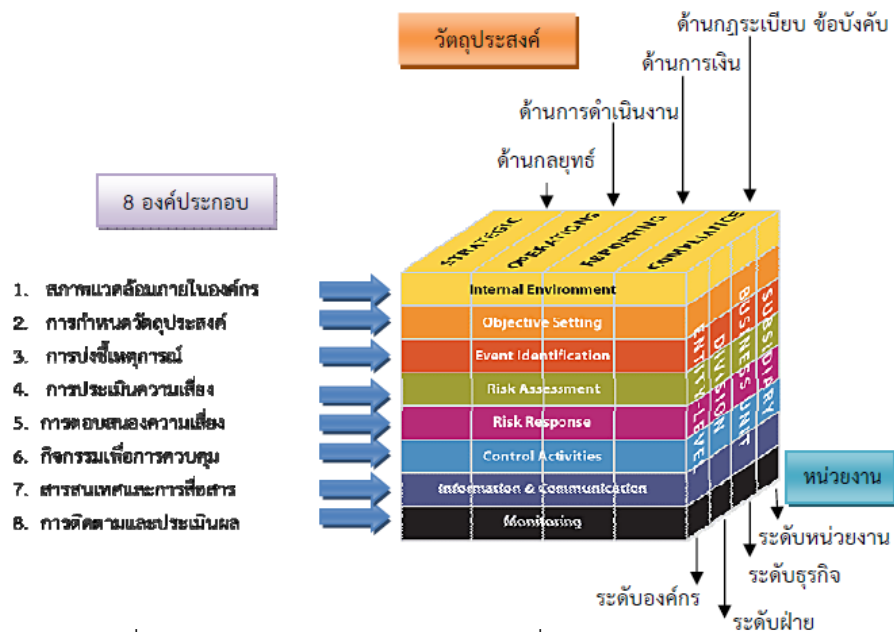 วัตถุประสงค์
ด้านกฎระเบียบ ข้อบังคับ
ด้านการเงิน
ด้านการดำเนินงาน
ด้านกลยุทธ์
8 องค์ประกอบ
STRATEGIC
OPERATIONS
REPORTING
COMPLIANCE
1. สภาพแวดล้อมภายในองค์กร
2. การกำหนดวัตถุประสงค์
3. การบ่งชี้เหตุการณ์
4. การประเมินความเสี่ยง
5. การตอบสนองความเสี่ยง
6. กิจกรรมเพื่อการควบคุม
7. สารสนเทศและการสื่อสาร
8. การติดตามและประเมินผล
Internal Environment
Objective Setting
Event Identification
Risk Assessment
Risk Response
Control Activities
Information & Communication
Monitoring
ENTITY-LEVEL
DIVISION
BUSINESS UNIT
SUBSIDIARY
หน่วยงาน
ระดับหน่วยงาน
ระดับธุรกิจ
ระดับองค์กร
ระดับฝ่าย